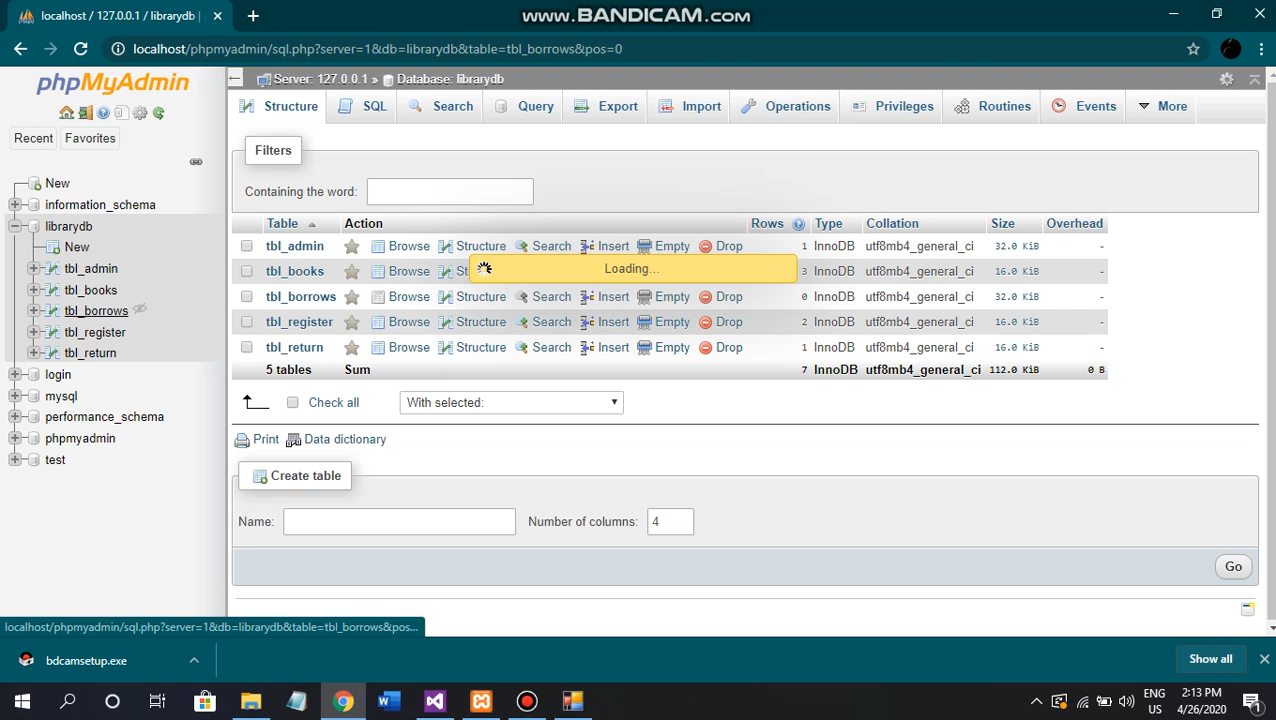 localhost / 127.0.0.1 / librarydb |
www.BANDICAM.com
localhost/phpmyadmin/sql.php?server=1&db=librarydb&table=tbl_borrows&pos=0
phpMyAdmin
Recent Favorites
New
information_schema
librarydb
New
tbl_admin
tbl_books
tbl_borrows
tbl_register
tbl_return
login
mysql
performance_schema
phpmyadmin
test
Server: 127.0.0.1 » Database: librarydb
Structure SQL Search Query Export Import Operations Privileges Routines Events More
Filters
Containing the word:
Table Action Rows Type Collation Size Overhead
tbl_admin Browse Structure Search Insert Empty Drop 1 InnoDB utf8mb4_general_ci 32.0 KiB -
tbl_books Browse St 3 InnoDB utf8mb4_general_ci 16.0 KiB -
Loading...
tbl_borrows Browse Structure Search Insert Empty Drop 0 InnoDB utf8mb4_general_ci 32.0 KiB -
tbl_register Browse Structure Search Insert Empty Drop 2 InnoDB utf8mb4_general_ci 16.0 KiB -
tbl_return Browse Structure Search Insert Empty Drop 1 InnoDB utf8mb4_general_ci 16.0 KiB -
5 tables Sum 7 InnoDB utf8mb4_general_ci 112.0 KiB 0 B
Check all With selected:
Print Data dictionary
Create table
Name: Number of columns: 4
Go
localhost/phpmyadmin/sql.php?server=1&db=librarydb&table=tbl_borrows&pos...
bdcamsetup.exe
Show all
ENG
US
2:13 PM
4/26/2020
1